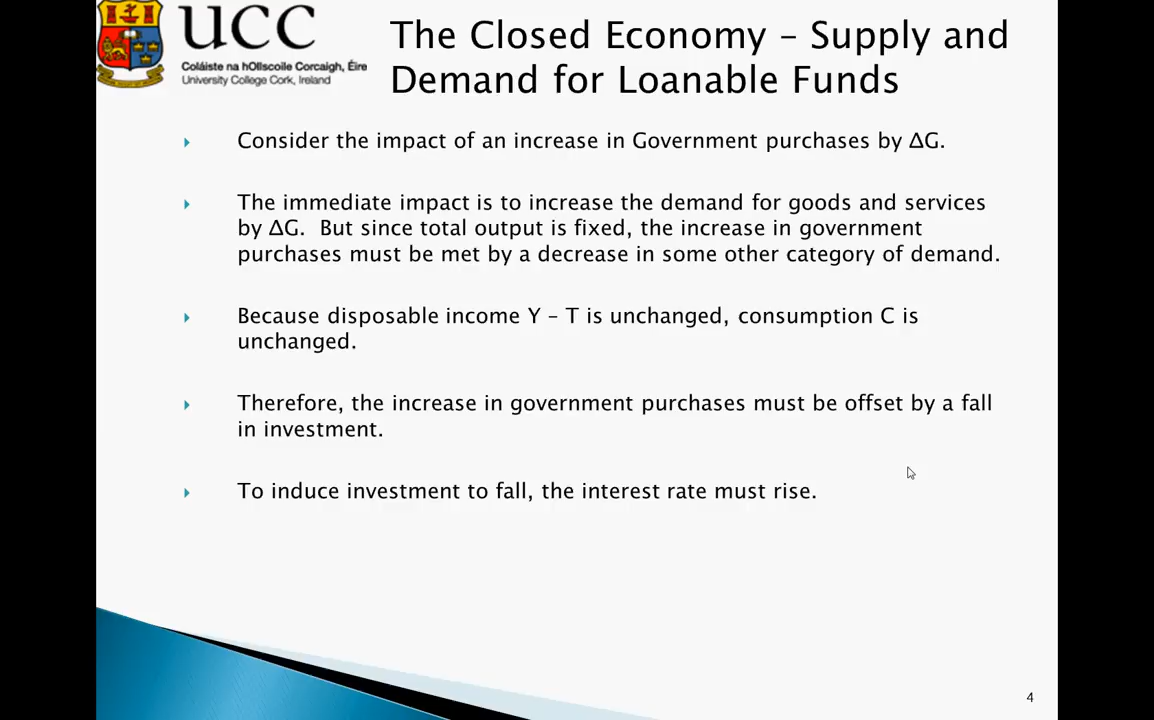 UCC
Coláiste na hOllscoile Corcaigh, Éire
University College Cork, Ireland
The Closed Economy – Supply and
Demand for Loanable Funds
Consider the impact of an increase in Government purchases by ΔG.
The immediate impact is to increase the demand for goods and services
by ΔG.  But since total output is fixed, the increase in government
purchases must be met by a decrease in some other category of demand.
Because disposable income Y – T is unchanged, consumption C is
unchanged.
Therefore, the increase in government purchases must be offset by a fall
in investment.
To induce investment to fall, the interest rate must rise.
4